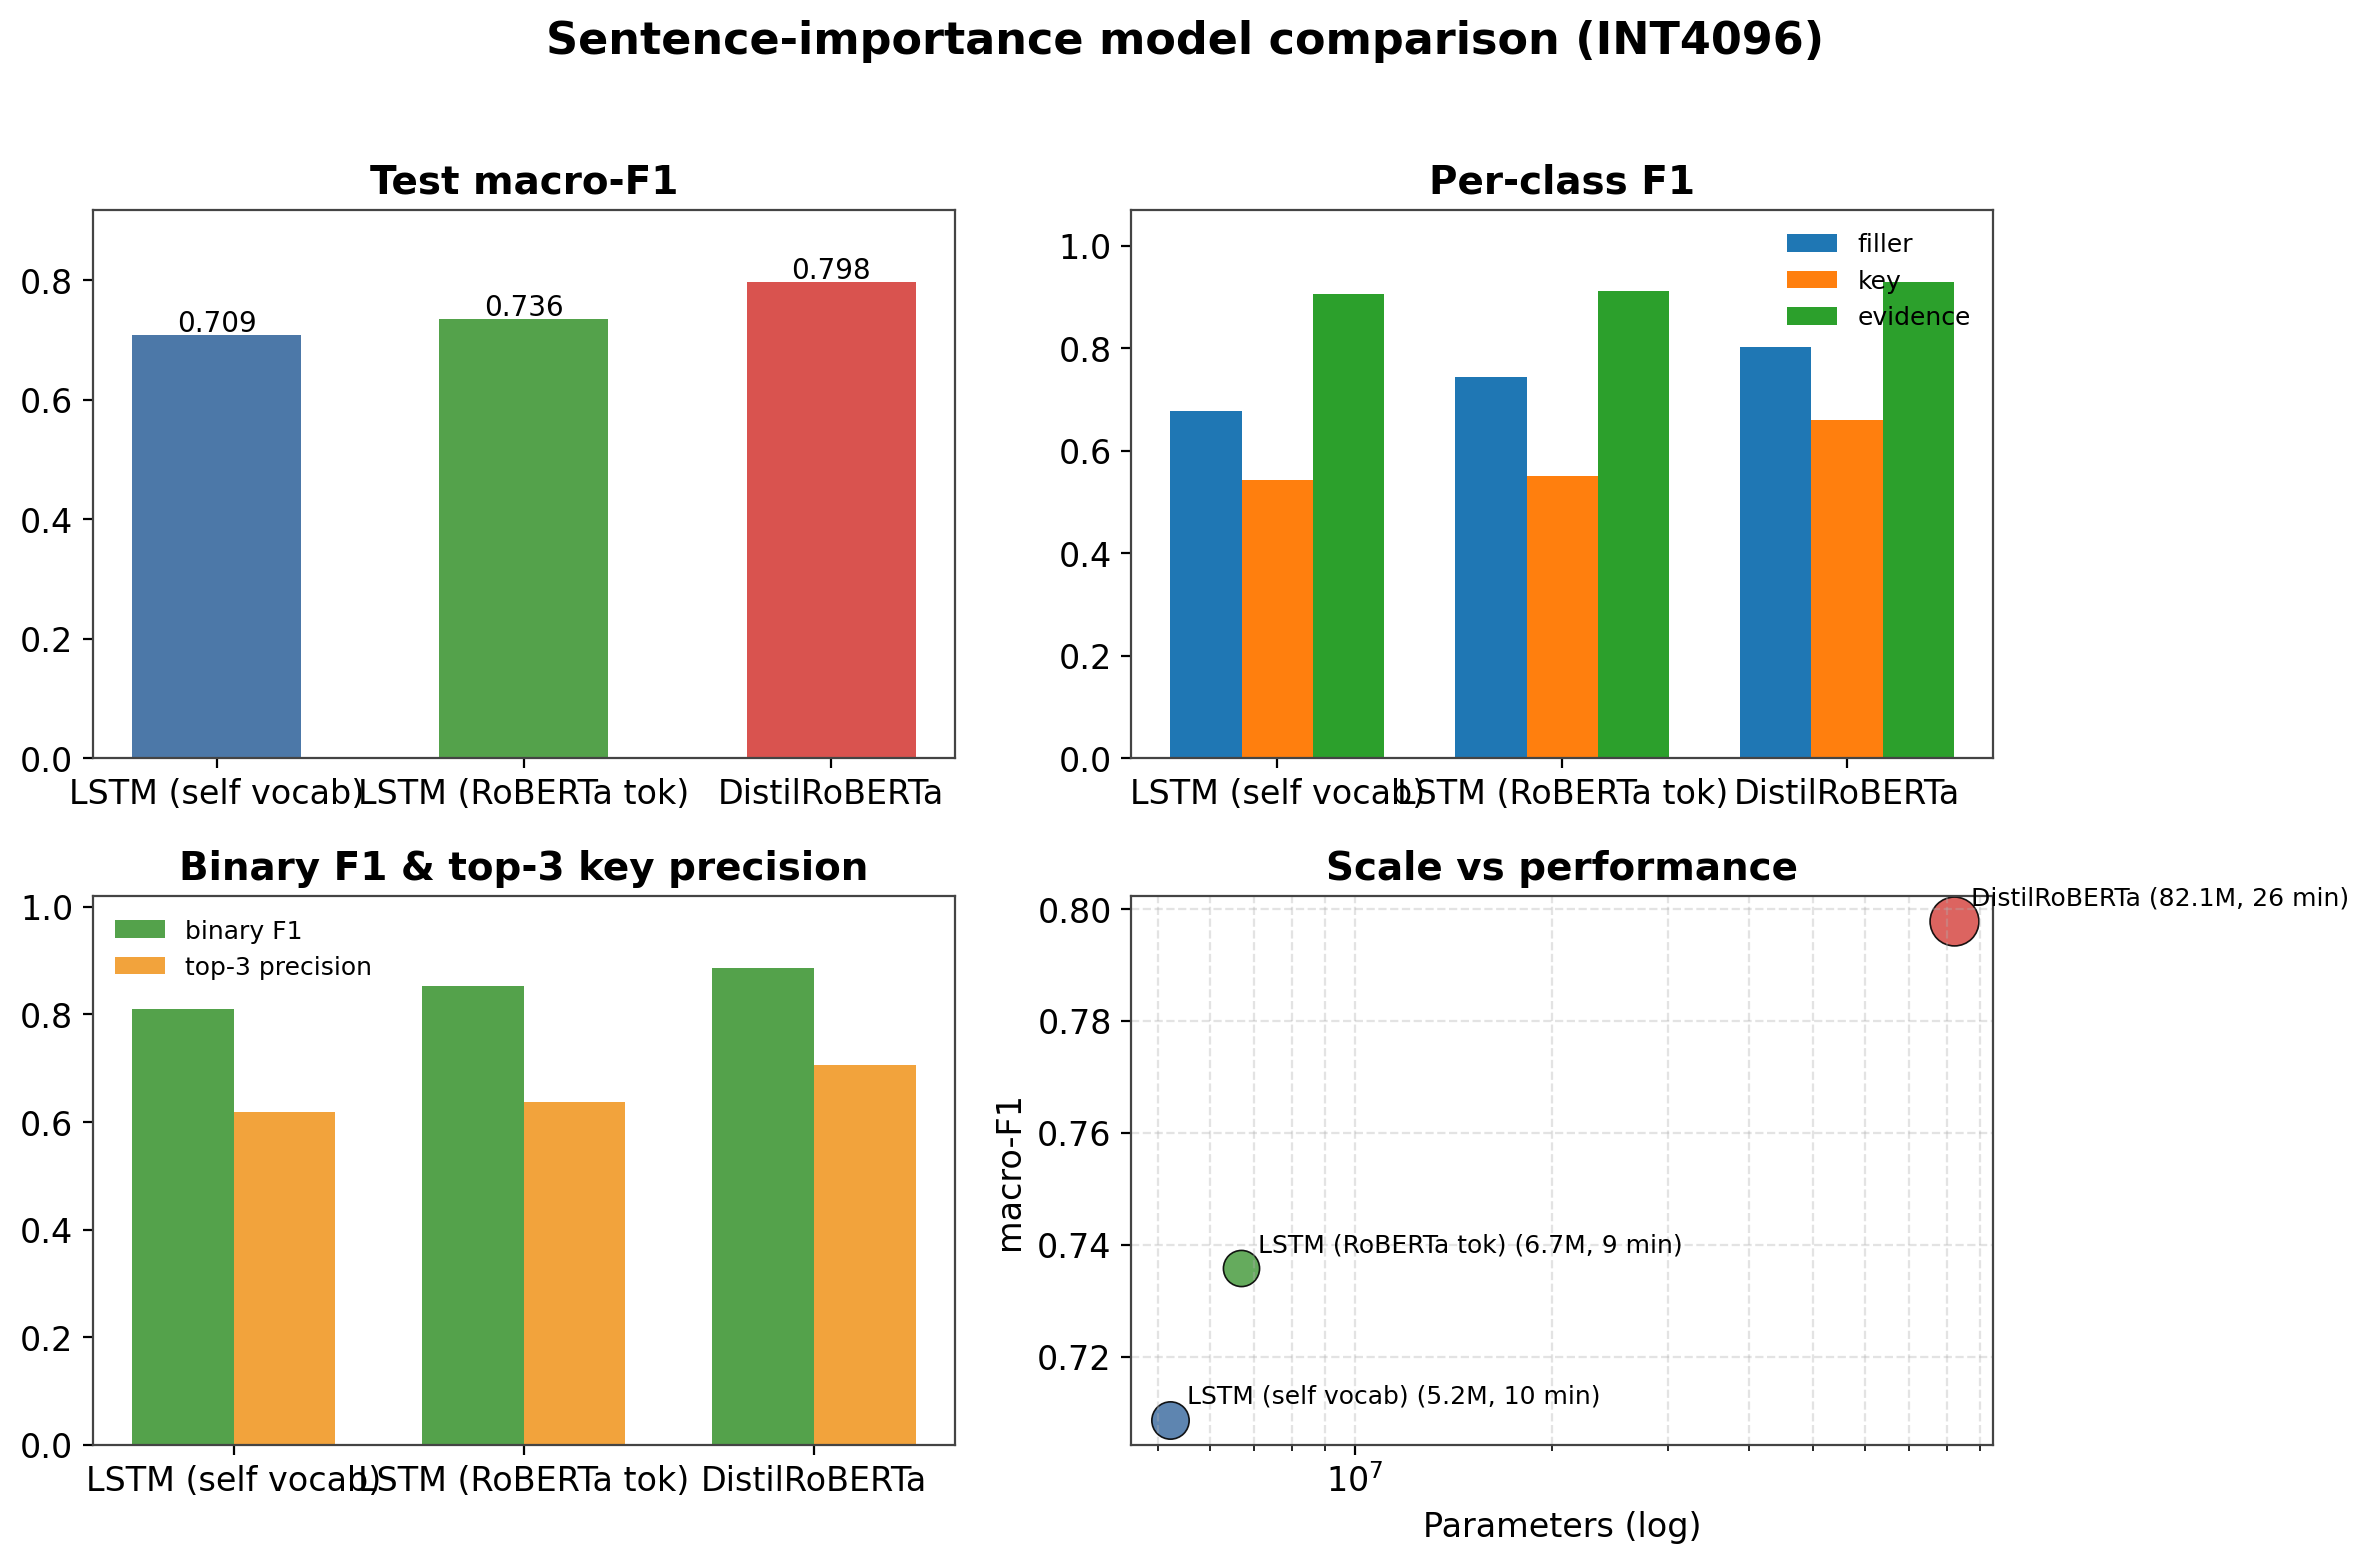 Sentence-importance model comparison (INT4096)
Test macro-F1
0.8
0.6
0.4
0.2
0.0
0.709
0.736
0.798
LSTM (self vocab)
LSTM (RoBERTa tok)
DistilRoBERTa
Per-class F1
1.0
0.8
0.6
0.4
0.2
0.0
filler
key
evidence
LSTM (self vocab)
LSTM (RoBERTa tok)
DistilRoBERTa
Binary F1 & top-3 key precision
1.0
0.8
0.6
0.4
0.2
0.0
binary F1
top-3 precision
LSTM (self vocab)
LSTM (RoBERTa tok)
DistilRoBERTa
Scale vs performance
macro-F1
0.80
0.78
0.76
0.74
0.72
DistilRoBERTa (82.1M, 26 min)
LSTM (RoBERTa tok) (6.7M, 9 min)
LSTM (self vocab) (5.2M, 10 min)
10⁷
Parameters (log)